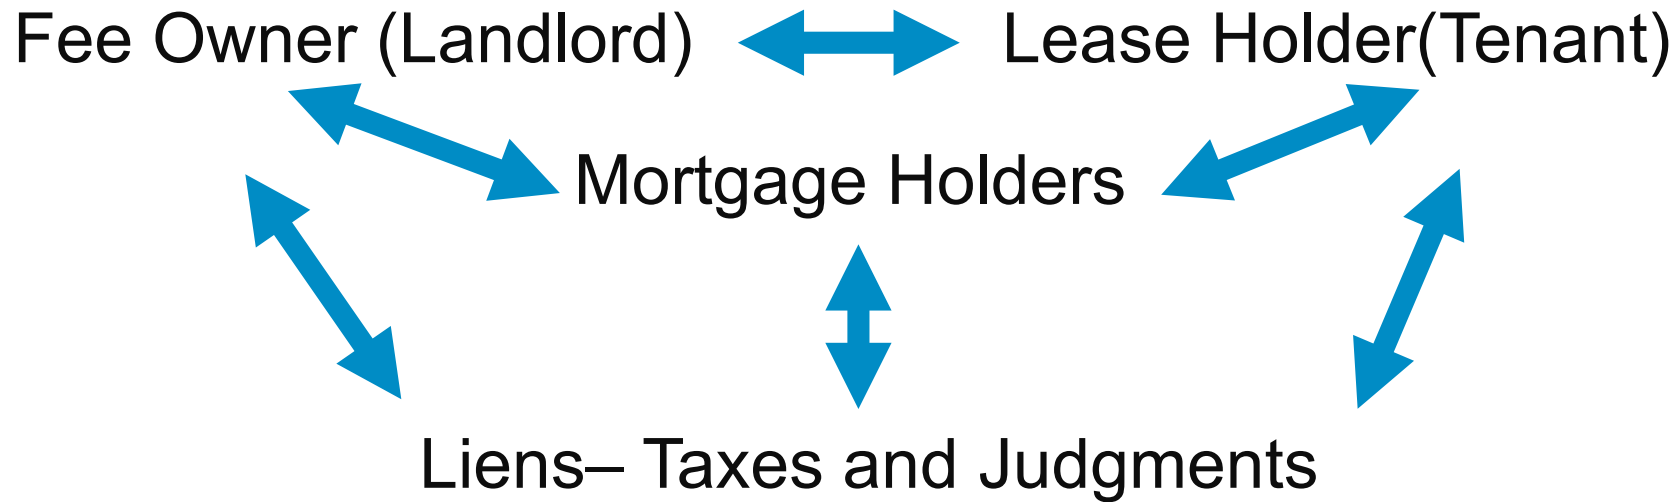 Fee Owner (Landlord)
Lease Holder(Tenant)
Mortgage Holders
Liens– Taxes and Judgments